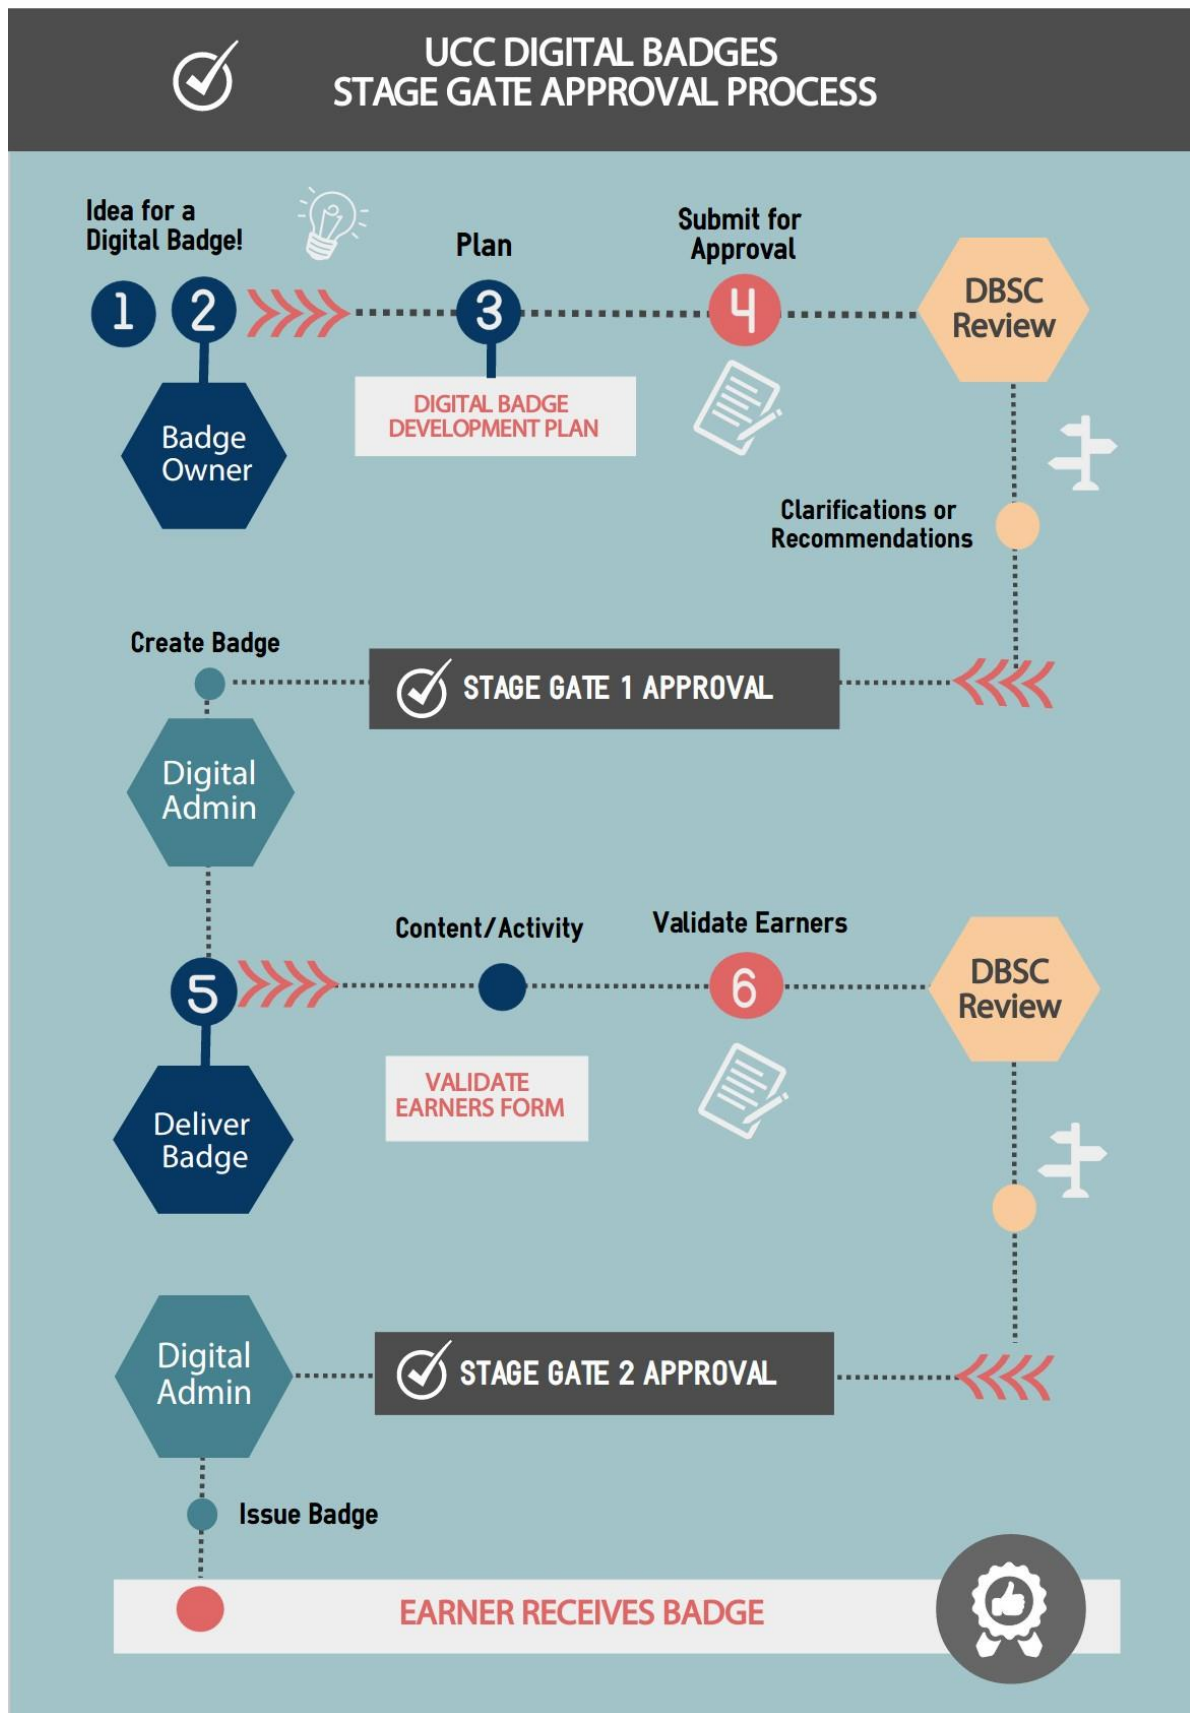 UCC DIGITAL BADGES
STAGE GATE APPROVAL PROCESS
Idea for a
Digital Badge!
1
2
Plan
3
Submit for
Approval
4
DBSC
Review
Badge
Owner
DIGITAL BADGE
DEVELOPMENT PLAN
Clarifications or
Recommendations
STAGE GATE 1 APPROVAL
Create Badge
Digital
Admin
5
Deliver
Badge
Content/Activity
VALIDATE
EARNERS FORM
Validate Earners
6
DBSC
Review
STAGE GATE 2 APPROVAL
Digital
Admin
Issue Badge
EARNER RECEIVES BADGE